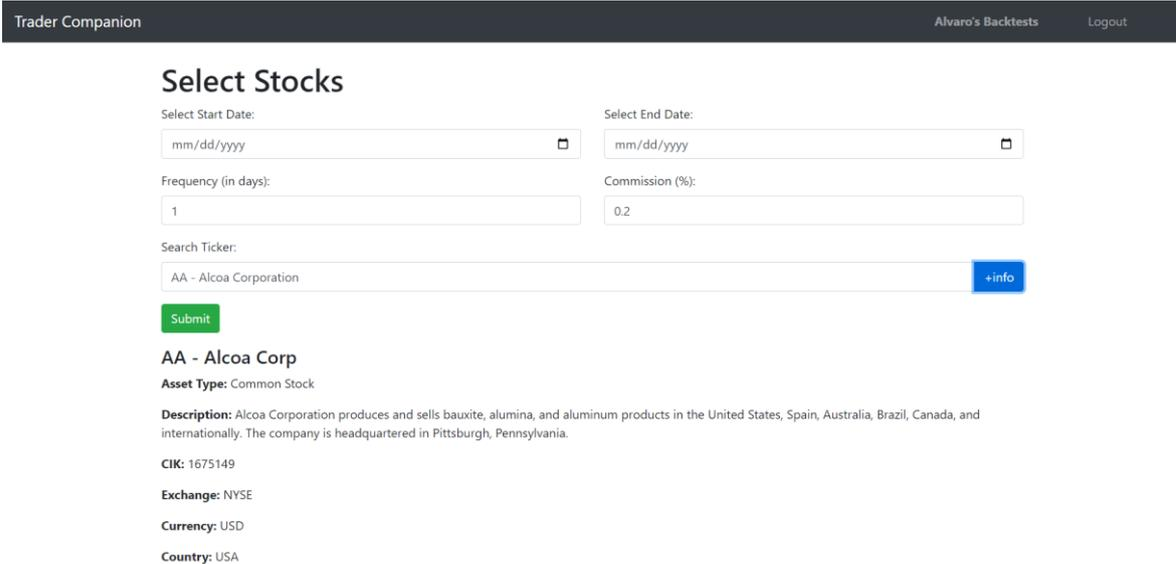 Trader Companion
Alvaro's Backtests
Logout
Select Stocks
Select Start Date:
Select End Date:
mm/dd/yyyy
mm/dd/yyyy
Frequency (in days):
Commission (%):
1
0.2
Search Ticker:
AA - Alcoa Corporation
+info
Submit
AA - Alcoa Corp
Asset Type: Common Stock
Description: Alcoa Corporation produces and sells bauxite, alumina, and aluminum products in the United States, Spain, Australia, Brazil, Canada, and
internationally. The company is headquartered in Pittsburgh, Pennsylvania.
CIK: 1675149
Exchange: NYSE
Currency: USD
Country: USA